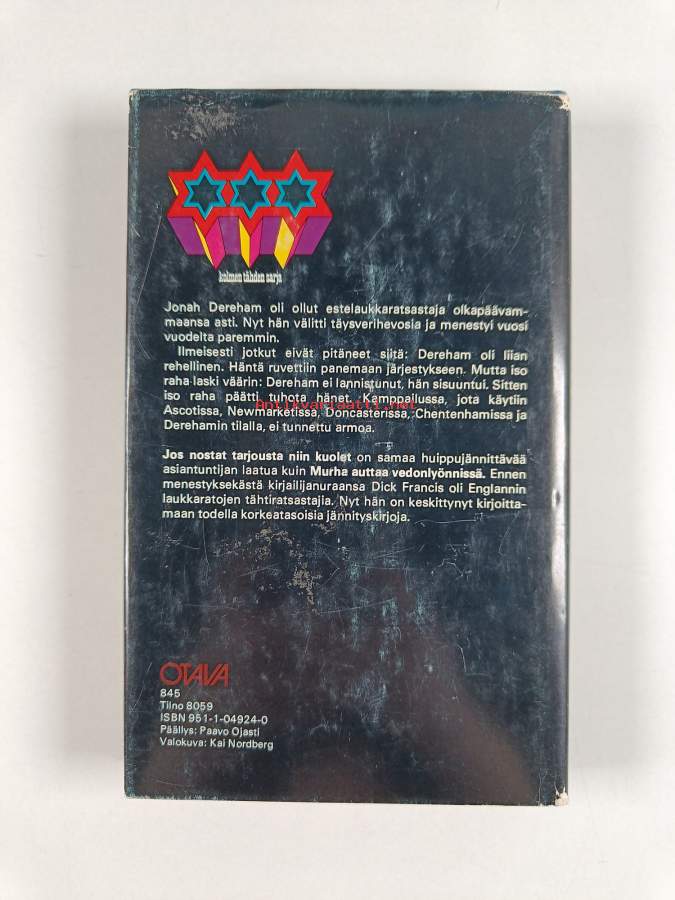 kolmen tähden sarja
Jonah Dereham oli ollut estelaukkaratsastaja olkapäävam-
maansa asti. Nyt hän välitti täysverihevosia ja menestyi vuosi
vuodelta paremmin.
Ilmeisesti jotkut eivät pitäneet siitä: Dereham oli liian
rehellinen. Häntä ruvettiin panemaan järjestykseen. Mutta iso
raha laski väärin: Dereham ei lannistunut, hän sisuuntui. Sitten
iso raha päätti tuhota hänet. Kamppailussa, jota käytiin
Antikvariaatti.net
Ascotissa, Newmarketissa, Doncasterissa, Chentenhamissa ja
Derehamin tilalla, ei tunnettu armoa.
Jos nostat tarjousta niin kuolet on samaa huippujännittävää
asiantuntijan laatua kuin Murha auttaa vedonlyönnissä. Ennen
menestyksekästä kirjailijanuraansa Dick Francis oli Englannin
laukkaratojen tähtiratsastajia. Nyt hän on keskittynyt kirjoitta-
maan todella korkeatasoisia jännityskirjoja.
OTAVA
845
Tiino 8059
ISBN 951-1-04924-0
Päällys: Paavo Ojasti
Valokuva: Kai Nordberg